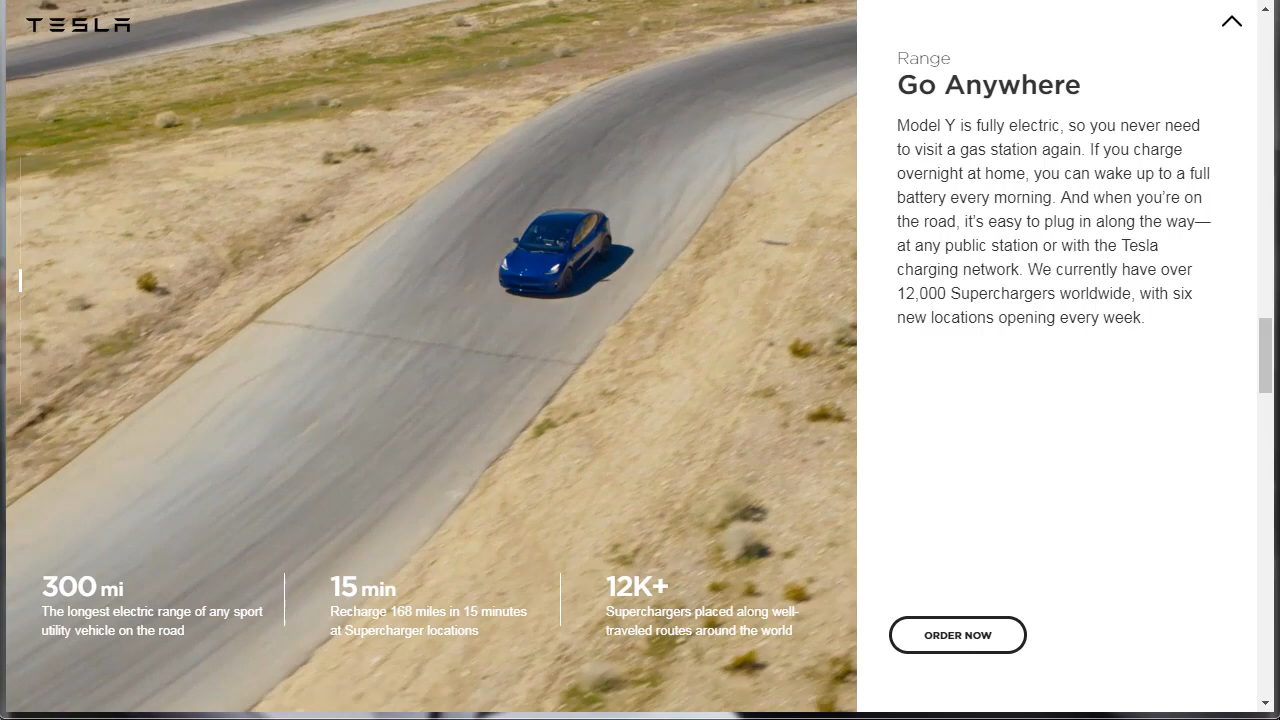 TESLA
Range
Go Anywhere
Model Y is fully electric, so you never need
to visit a gas station again. If you charge
overnight at home, you can wake up to a full
battery every morning. And when you’re on
the road, it’s easy to plug in along the way—
at any public station or with the Tesla
charging network. We currently have over
12,000 Superchargers worldwide, with six
new locations opening every week.
300 mi
The longest electric range of any sport
utility vehicle on the road
15 min
Recharge 168 miles in 15 minutes
at Supercharger locations
12K+
Superchargers placed along well-
traveled routes around the world
ORDER NOW